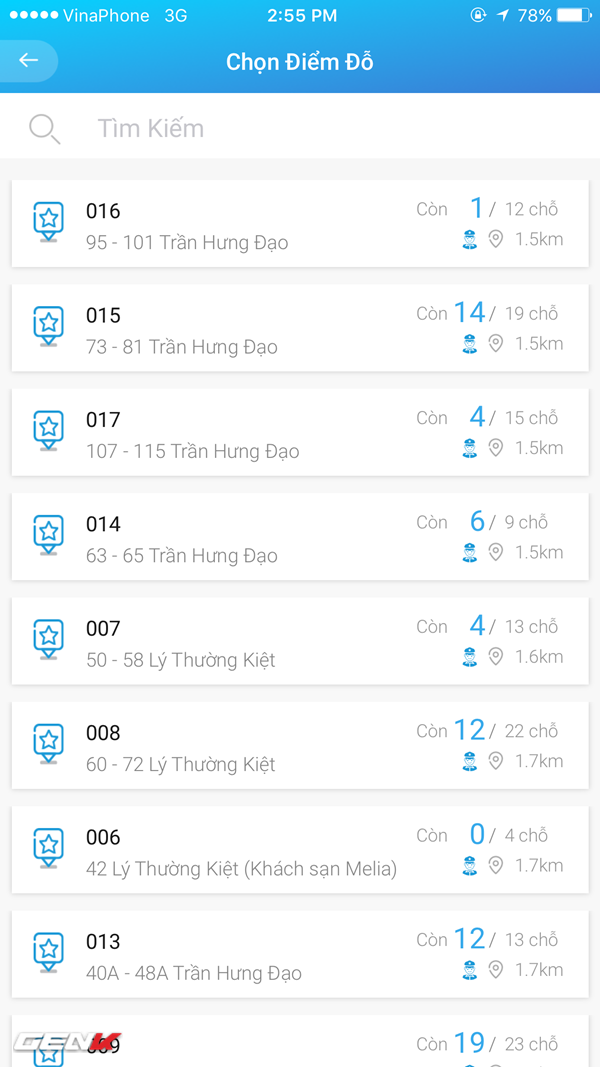 VinaPhone 3G 2:55 PM 78%
Chọn Điểm Đỗ
Tìm Kiếm
016 Còn 1 / 12 chỗ
95 - 101 Trần Hưng Đạo 1.5km
015 Còn 14 / 19 chỗ
73 - 81 Trần Hưng Đạo 1.5km
017 Còn 4 / 15 chỗ
107 - 115 Trần Hưng Đạo 1.5km
014 Còn 6 / 9 chỗ
63 - 65 Trần Hưng Đạo 1.5km
007 Còn 4 / 13 chỗ
50 - 58 Lý Thường Kiệt 1.6km
008 Còn 12 / 22 chỗ
60 - 72 Lý Thường Kiệt 1.7km
006 Còn 0 / 4 chỗ
42 Lý Thường Kiệt (Khách sạn Melia) 1.7km
013 Còn 12 / 13 chỗ
40A - 48A Trần Hưng Đạo 1.7km
009 Còn 19 / 23 chỗ
GENK